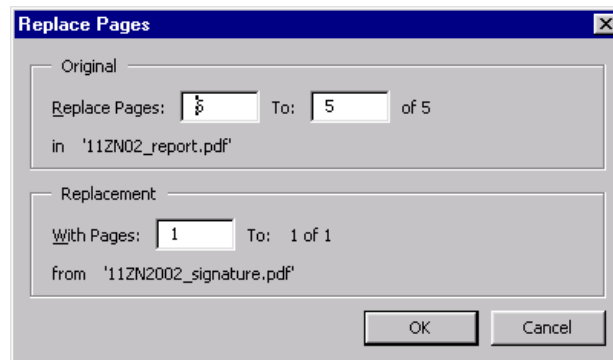 Replace Pages
Original
Replace Pages: 5 To: 5 of 5
in '11ZN02_report.pdf'
Replacement
With Pages: 1 To: 1 of 1
from '11ZN2002_signature.pdf'
OK Cancel